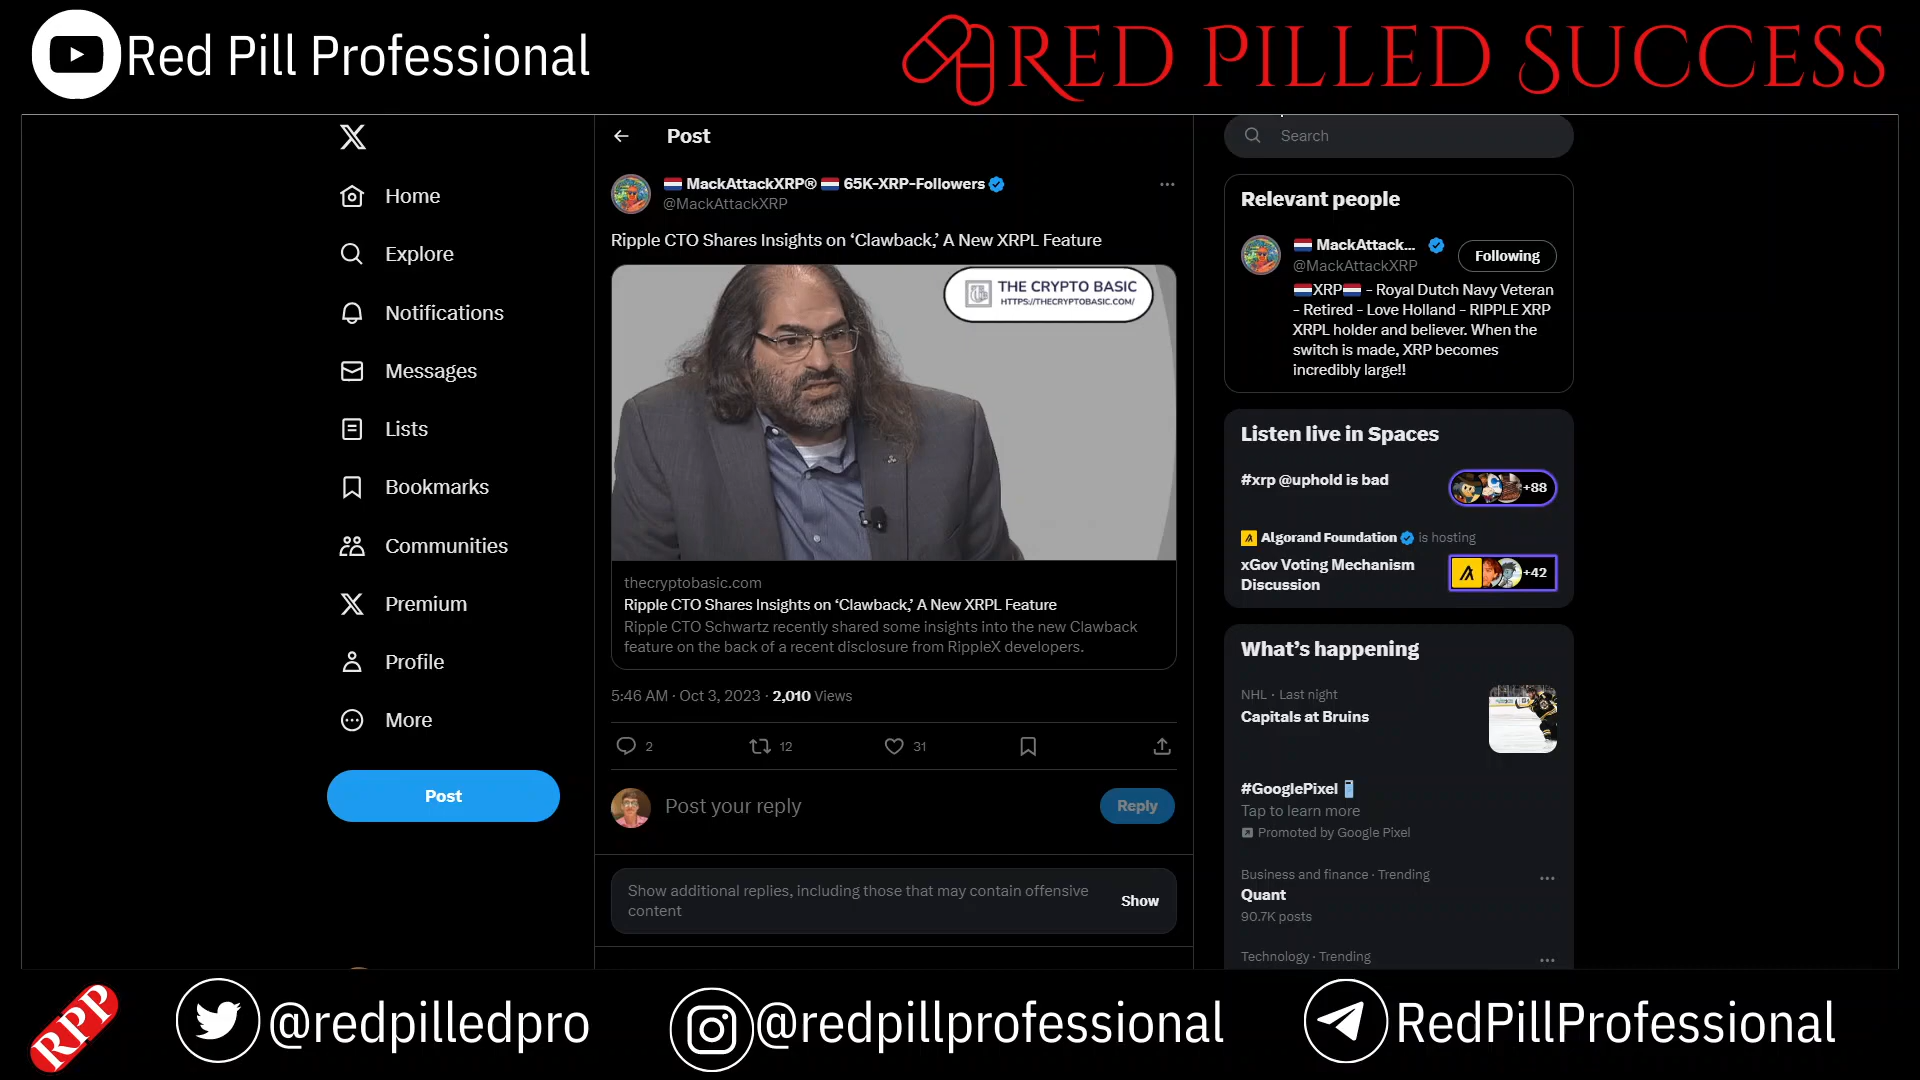 Red Pill Professional
RED PILLED SUCCESS
Post
Search
MackAttackXRP® 65K-XRP-Followers
@MackAttackXRP
Ripple CTO Shares Insights on ‘Clawback,’ A New XRPL Feature
THE CRYPTO BASIC
HTTPS://THECRYPTOBASIC.COM/
thecryptobasic.com
Ripple CTO Shares Insights on ‘Clawback,’ A New XRPL Feature
Ripple CTO Schwartz recently shared some insights into the new Clawback
feature on the back of a recent disclosure from RippleX developers.
5:46 AM · Oct 3, 2023 · 2,010 Views
2
12
31
Post your reply
Reply
Show additional replies, including those that may contain offensive
content
Show
Home
Explore
Notifications
Messages
Lists
Bookmarks
Communities
Premium
Profile
More
Post
Relevant people
MackAttack...
@MackAttackXRP
Following
XRP - Royal Dutch Navy Veteran
- Retired - Love Holland - RIPPLE XRP
XRPL holder and believer. When the
switch is made, XRP becomes
incredibly large!!
Listen live in Spaces
#xrp @uphold is bad
+88
Algorand Foundation is hosting
xGov Voting Mechanism
Discussion
+42
What’s happening
NHL · Last night
Capitals at Bruins
#GooglePixel
Tap to learn more
Promoted by Google Pixel
Business and finance · Trending
Quant
90.7K posts
Technology · Trending
RPP
@redpilledpro
@redpillprofessional
RedPillProfessional